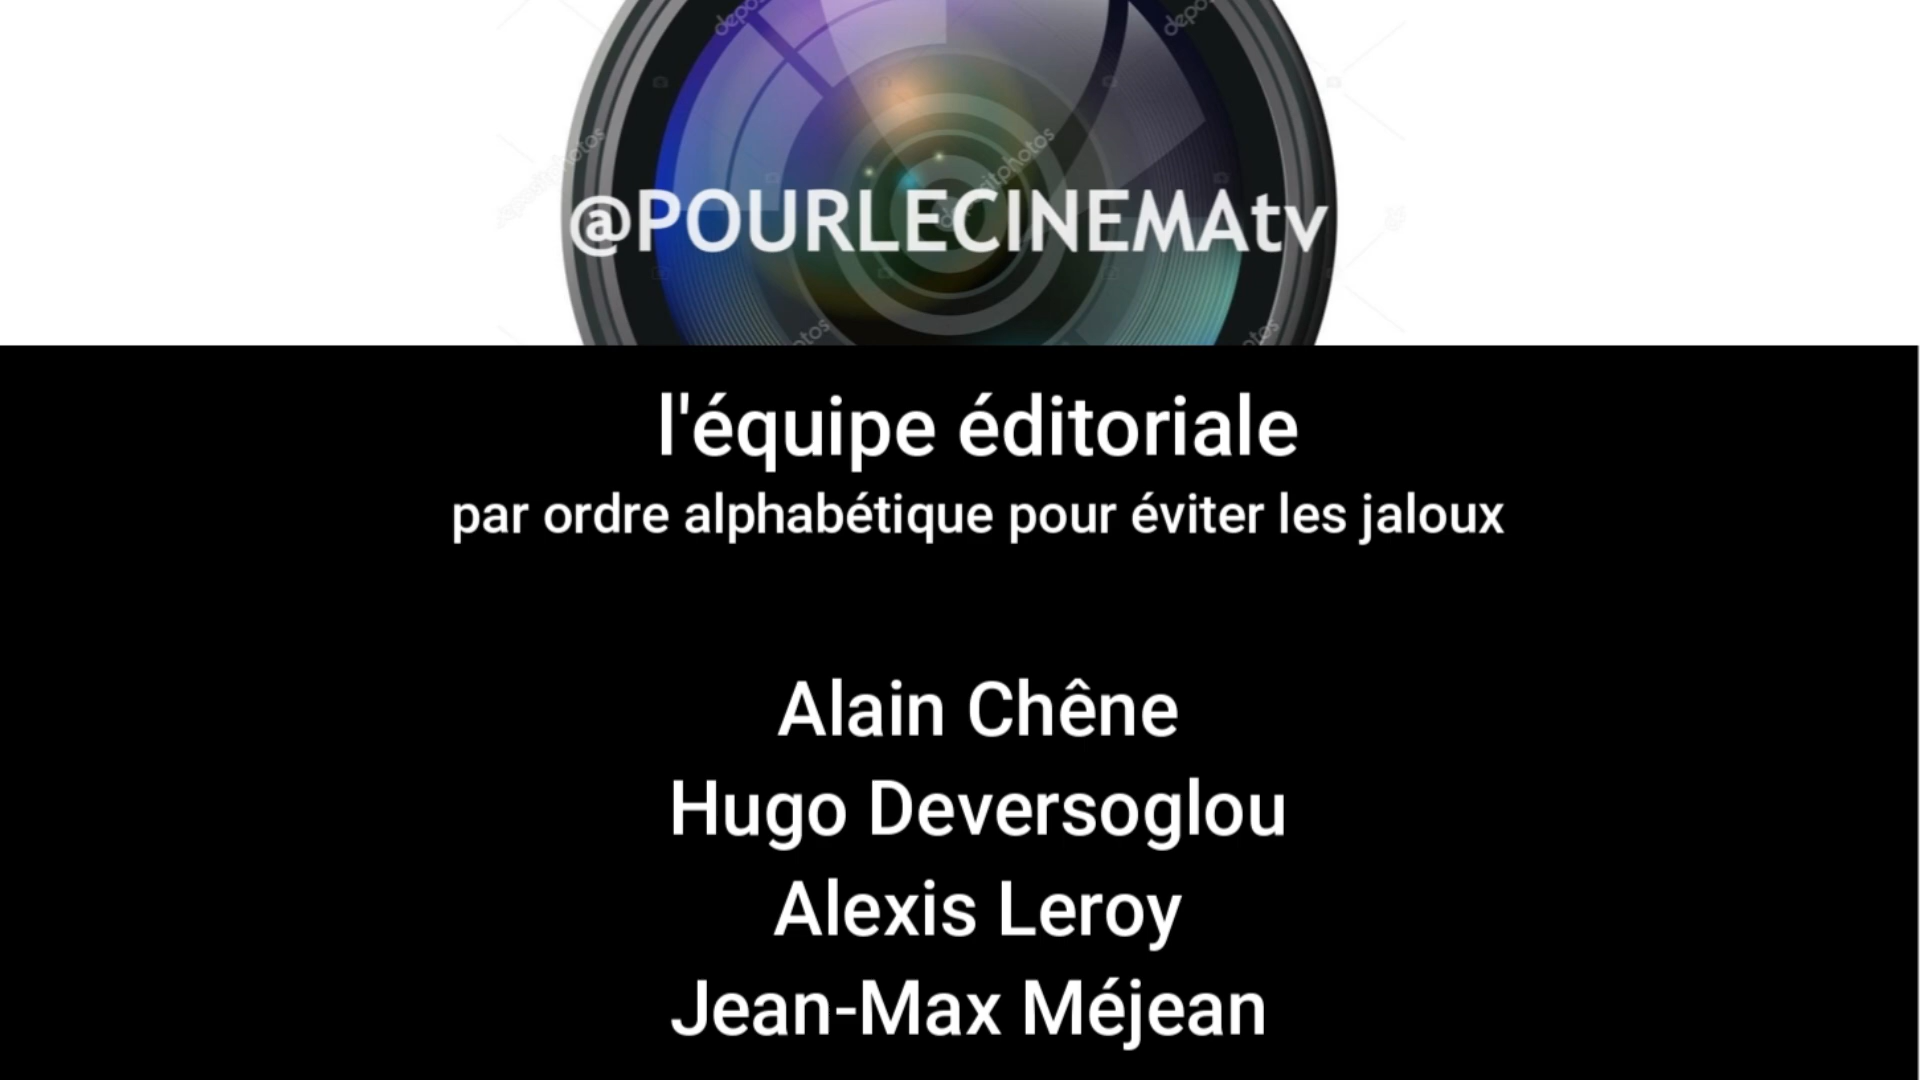 @POURLECINEMAtv
l'équipe éditoriale
par ordre alphabétique pour éviter les jaloux
Alain Chêne
Hugo Deversoglou
Alexis Leroy
Jean-Max Méjean